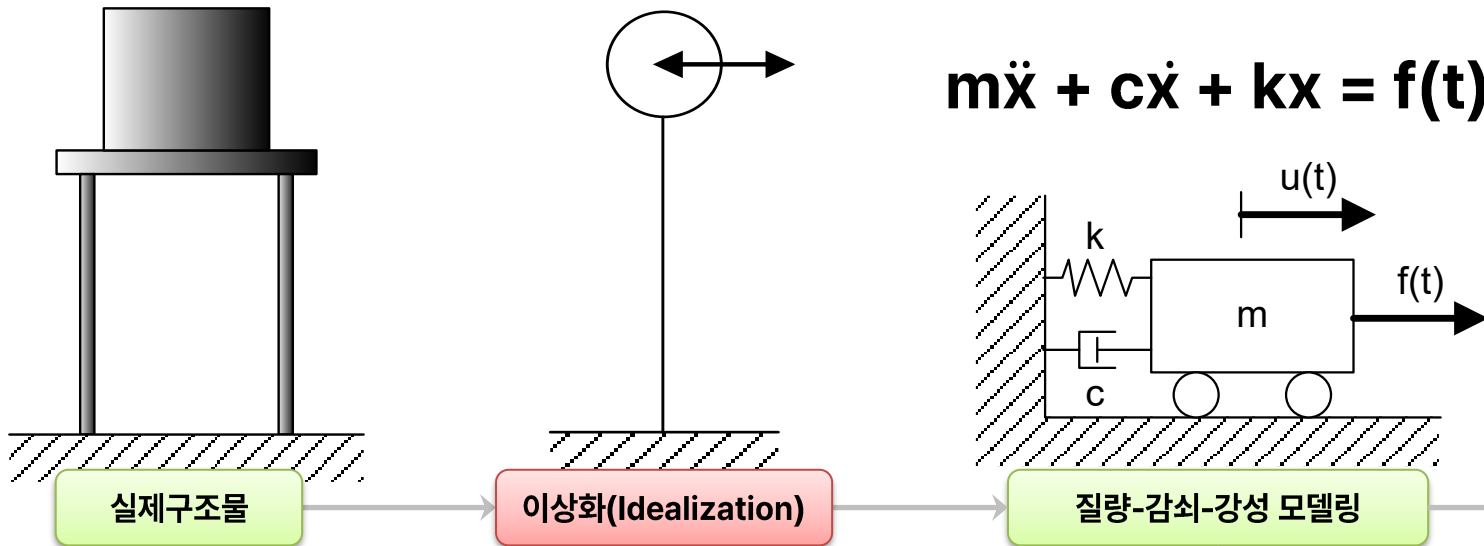 mẍ + cẋ + kx = f(t)
u(t)
k
f(t)
m
c
실제구조물
이상화(Idealization)
질량-감쇠-강성 모델링